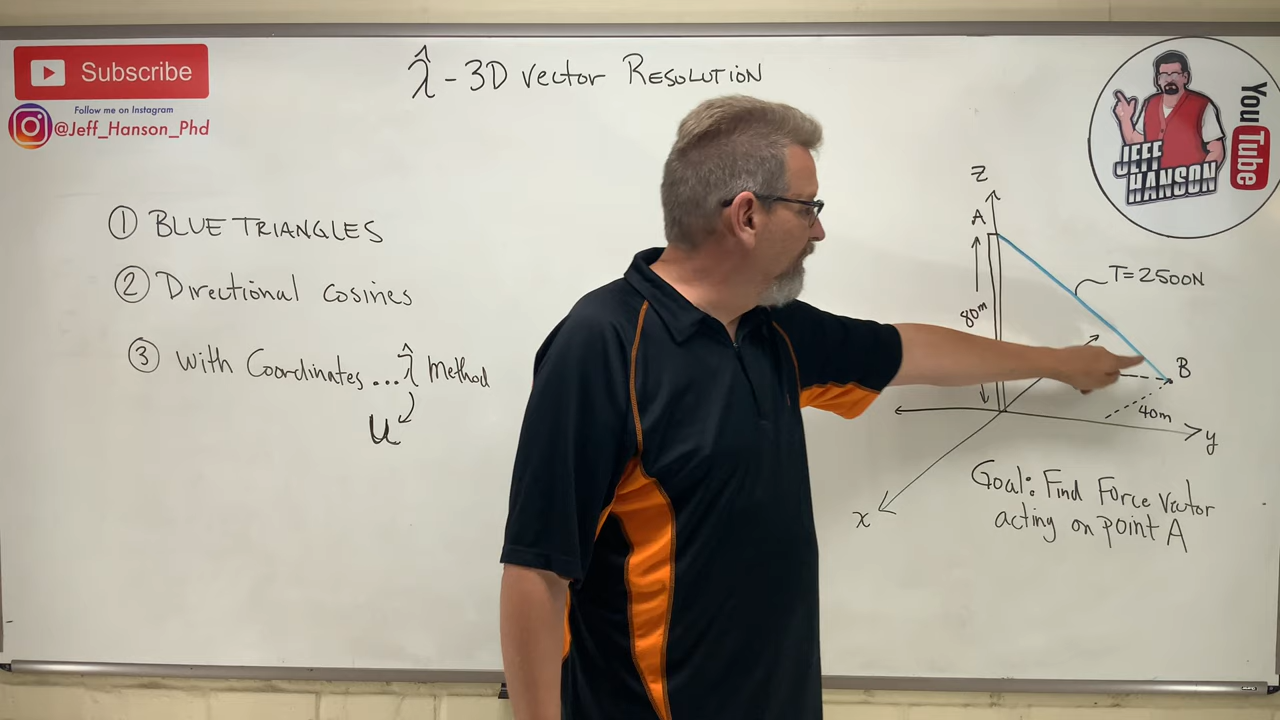 Subscribe
Follow me on Instagram
@Jeff_Hanson_Phd
λ̂ - 3D vector RESOLUTION
YouTube
JEFF
HANSON
① BLUE TRIANGLES
② Directional cosines
③ with Coordinates...λ̂ Method
u
z
A
T=2500N
80m
B
40m
y
x
Goal: Find Force Vector
acting on point A